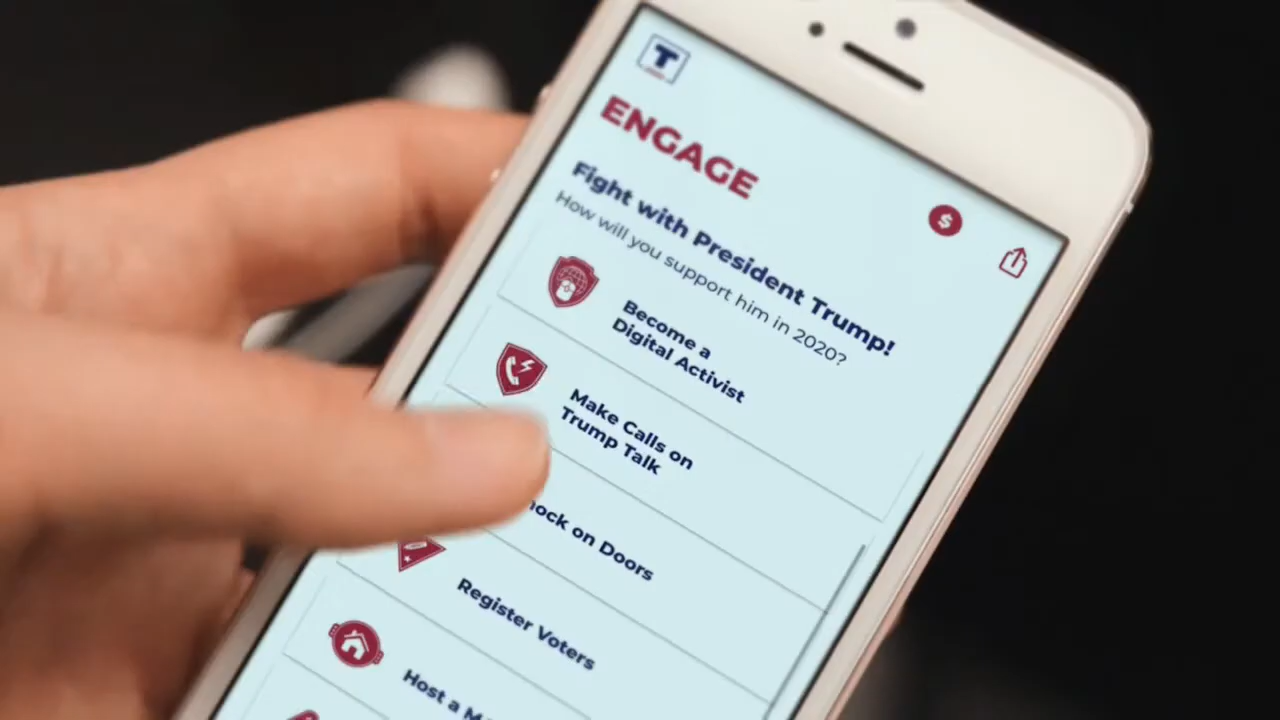 T
ENGAGE
$
Fight with President Trump!
How will you support him in 2020?
Become a
Digital Activist
Make Calls on
Trump Talk
on Doors
Register Voters
Host a